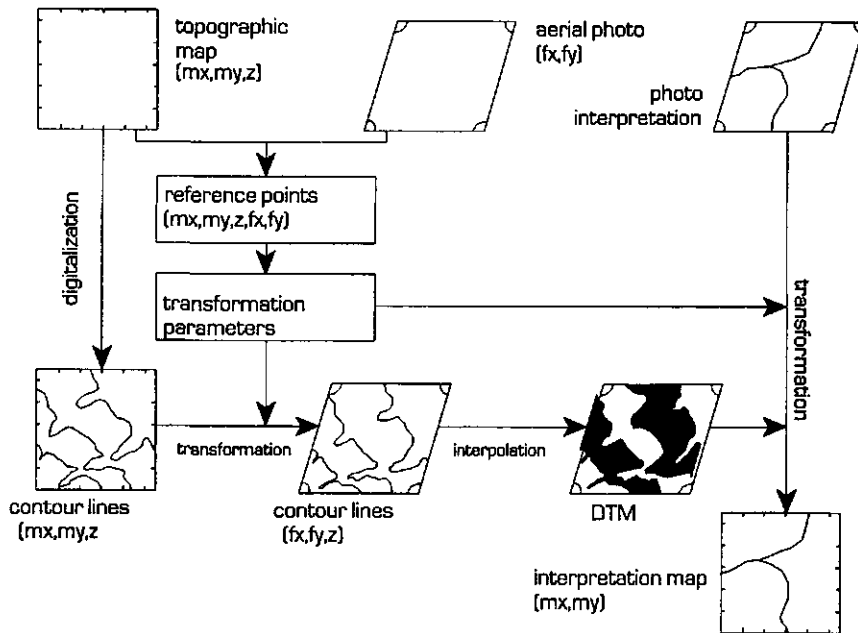 topographic
map
(mx,my,z)
aerial photo
(fx,fy)
photo
interpretation
digitalization
reference points
(mx,my,z,fx,fy)
transformation
parameters
transformation
transformation
interpolation
contour lines
(mx,my,z
contour lines
(fx,fy,z)
DTM
interpretation map
(mx,my)